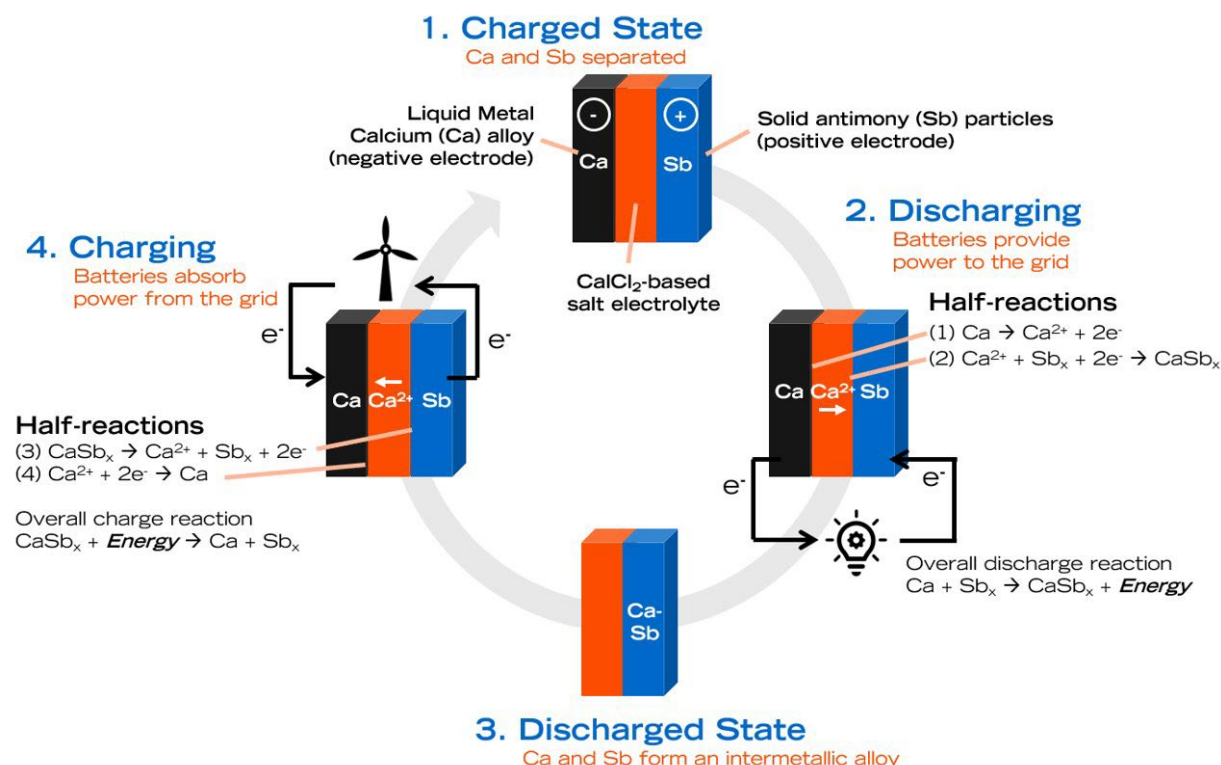 1. Charged State
Ca and Sb separated
Liquid Metal
Calcium (Ca) alloy
(negative electrode)
-
+
Ca
Sb
Solid antimony (Sb) particles
(positive electrode)
CalCl₂-based
salt electrolyte
2. Discharging
Batteries provide
power to the grid
Half-reactions
(1) Ca → Ca²⁺ + 2e⁻
(2) Ca²⁺ + Sbₓ + 2e⁻ → CaSbₓ
Ca Ca²⁺ Sb
e⁻
e⁻
Overall discharge reaction
Ca + Sbₓ → CaSbₓ + Energy
3. Discharged State
Ca and Sb form an intermetallic alloy
Ca-
Sb
4. Charging
Batteries absorb
power from the grid
e⁻
e⁻
Ca Ca²⁺ Sb
Half-reactions
(3) CaSbₓ → Ca²⁺ + Sbₓ + 2e⁻
(4) Ca²⁺ + 2e⁻ → Ca
Overall charge reaction
CaSbₓ + Energy → Ca + Sbₓ